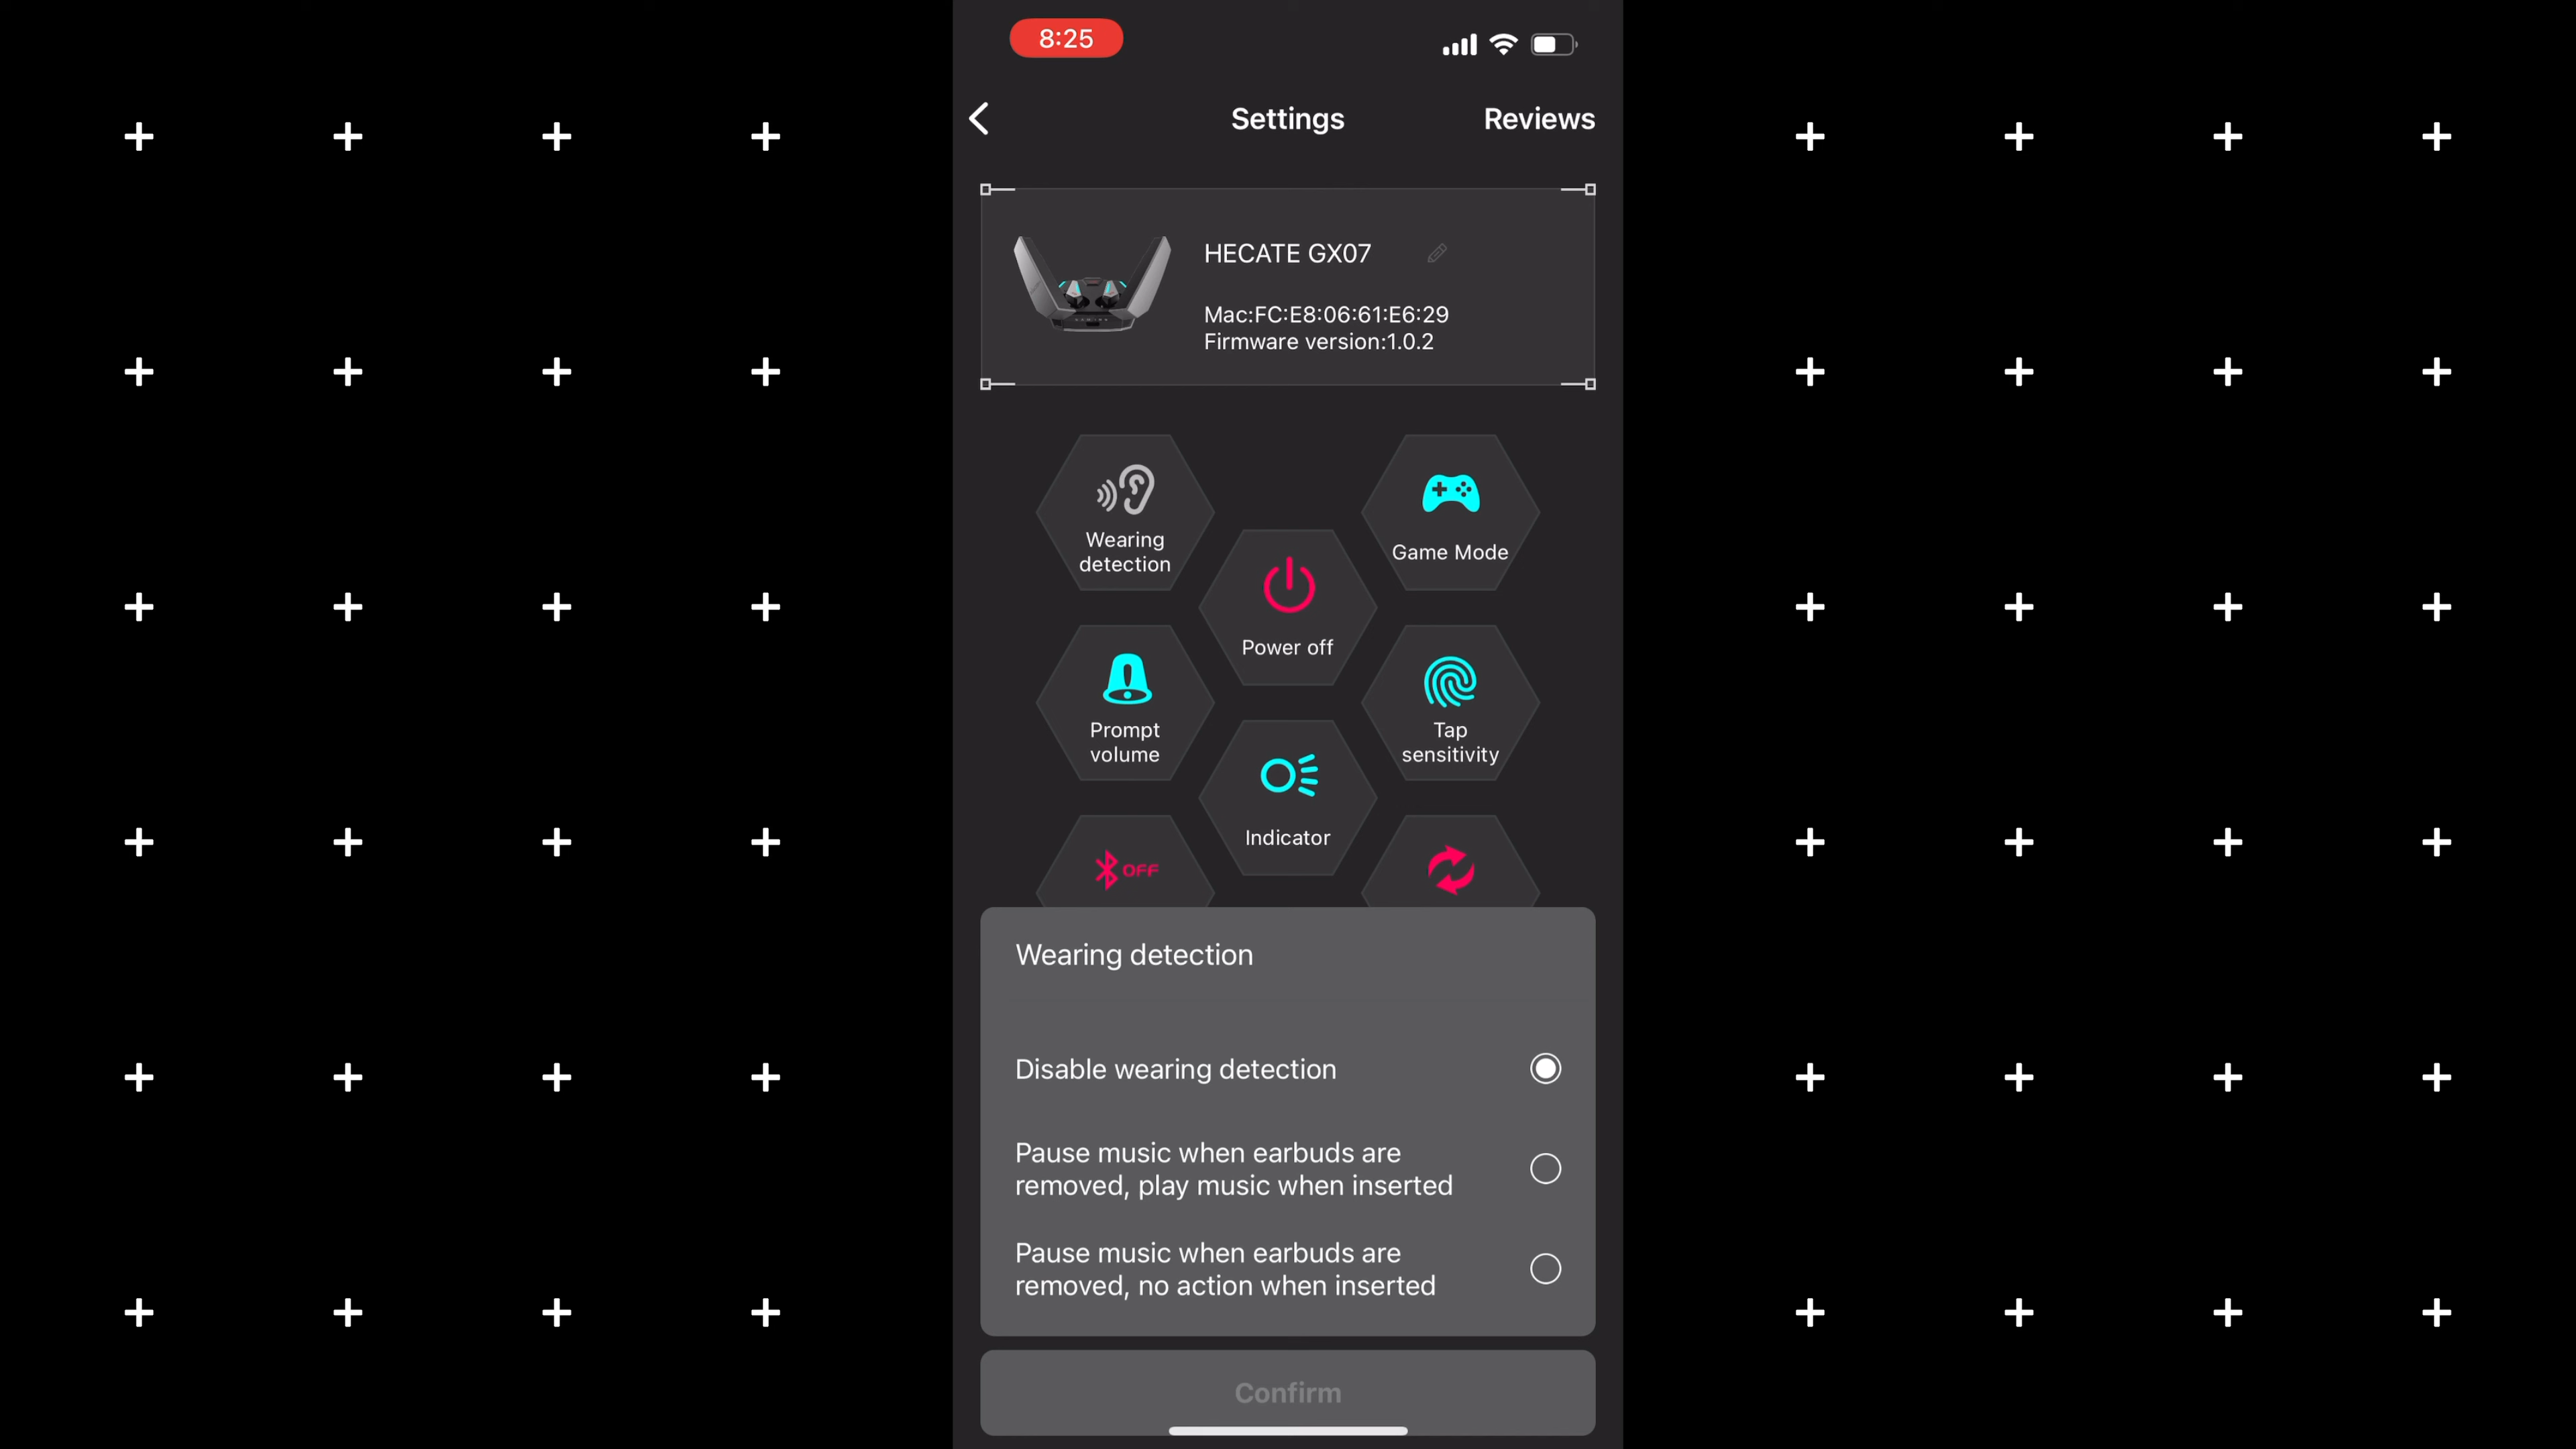 8:25
Settings
Reviews
HECATE GX07
Mac:FC:E8:06:61:E6:29
Firmware version:1.0.2
Wearing
detection
Game Mode
Power off
Prompt
volume
Tap
sensitivity
Indicator
OFF
Wearing detection
Disable wearing detection
Pause music when earbuds are
removed, play music when inserted
Pause music when earbuds are
removed, no action when inserted
Confirm